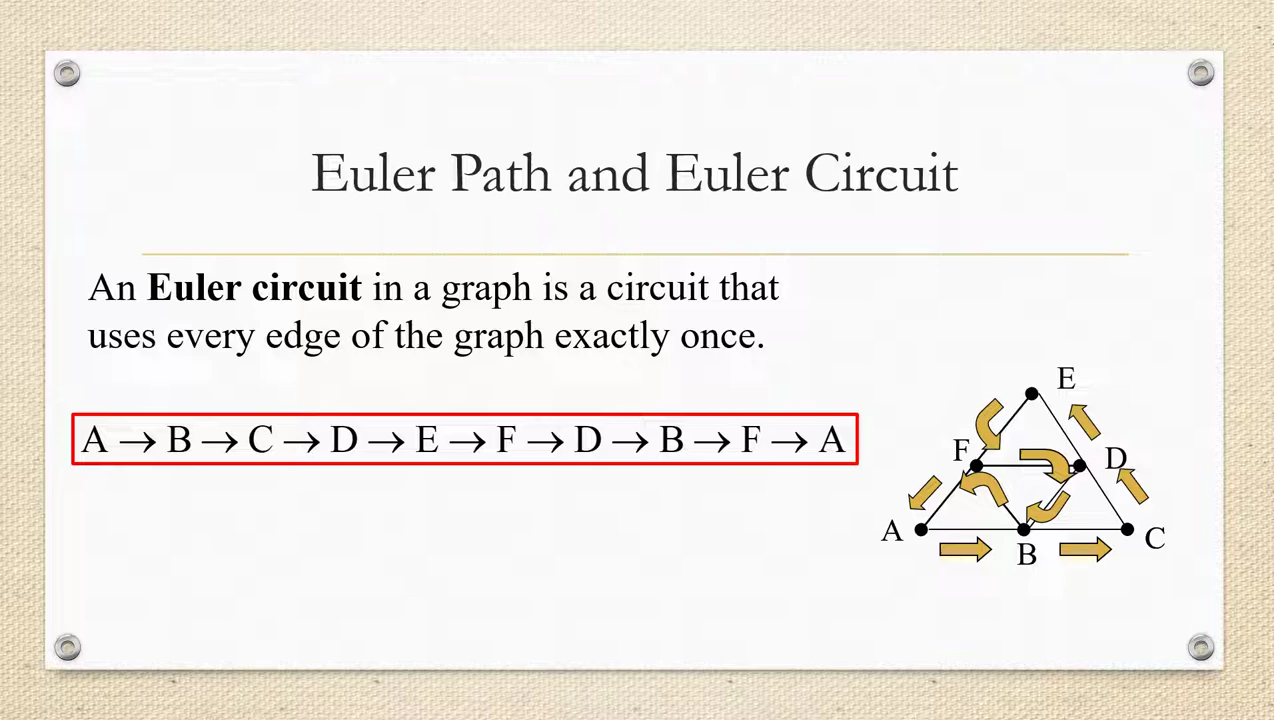 Euler Path and Euler Circuit
An Euler circuit in a graph is a circuit that
uses every edge of the graph exactly once.
A → B → C → D → E → F → D → B → F → A
E
F
D
A
B
C